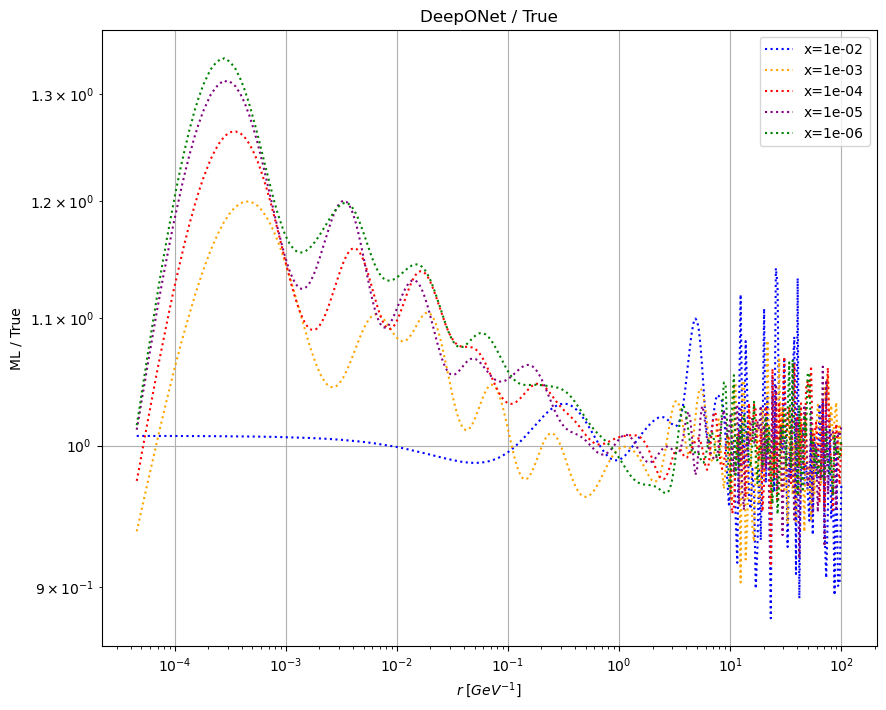 DeepONet / True
x=1e-02
x=1e-03
x=1e-04
x=1e-05
x=1e-06
1.3 × 10⁰
1.2 × 10⁰
1.1 × 10⁰
10⁰
9 × 10⁻¹
ML / True
10⁻⁴ 10⁻³ 10⁻² 10⁻¹ 10⁰ 10¹ 10²
r [GeV⁻¹]